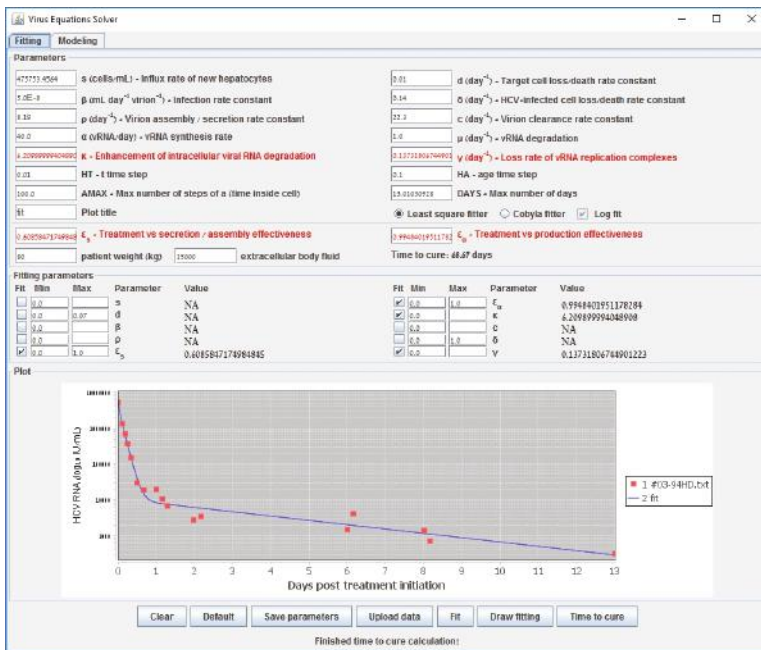 Virus Equations Solver
Fitting Modeling
Parameters
s (cells/mL) - Influx rate of new hepatocytes
0.01 d (day⁻¹) - Target cell loss/death rate constant
β (mL day⁻¹ virion⁻¹) - Infection rate constant
0.14 δ (day⁻¹) - HCV-infected cell loss/death rate constant
8.18 ρ (day⁻¹) - Virion assembly / secretion rate constant
22.3 c (day⁻¹) - Virion clearance rate constant
40.0 α (vRNA/day) - vRNA synthesis rate
1.0 μ (day⁻¹) - vRNA degradation
κ - Enhancement of intracellular viral RNA degradation
γ (day⁻¹) - Loss rate of vRNA replication complexes
0.01 HT - t time step
0.1 HA - age time step
100.0 AMAX - Max number of steps of a (time inside cell)
DAYS - Max number of days
fit Plot title
Least square fitter Cobyla fitter Log fit
εs - Treatment vs secretion / assembly effectiveness
εα - Treatment vs production effectiveness
80 patient weight (kg) 15000 extracellular body fluid
Time to cure: days
Fitting parameters
Fit Min Max Parameter Value
Fit Min Max Parameter Value
0.0 s NA
0.0 1.0 εα 0.9948401951178284
0.0 0.07 d NA
0.0 κ 6.209899994048908
0.0 β NA
0.0 c NA
0.0 ρ NA
0.0 1.0 δ NA
0.0 1.0 εs 0.6085847174984845
0.0 γ 0.13731806744901223
Plot
HCV RNA (log₁₀ IU/mL)
0 1 2 3 4 5 6 7 8 9 10 11 12 13
Days post treatment initiation
1 #03-94HD.txt
2 fit
Clear Default Save parameters Upload data Fit Draw fitting Time to cure
Finished time to cure calculation!